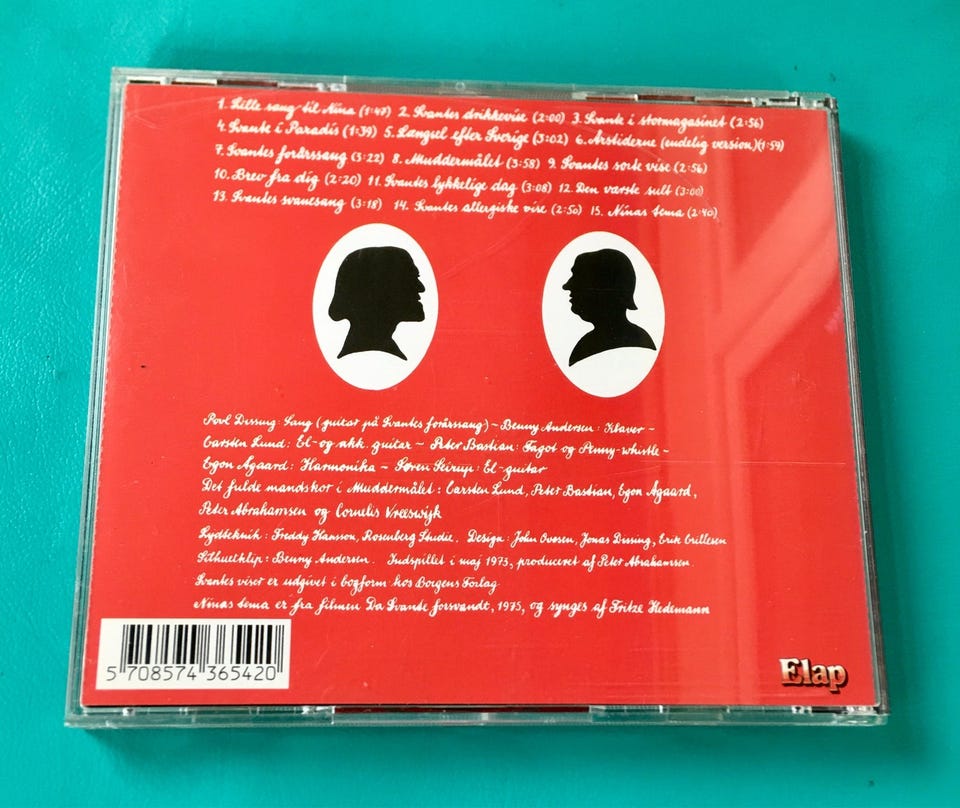 1. Lille sang til Nina (1:47) 2. Svantes drikkevise (2:00) 3. Svante i stormagasinet (2:56)
4. Svante i Paradis (1:39) 5. Længsel efter Sverige (3:02) 6. Årstiderne (endelig version) (1:59)
7. Svantes forårssang (3:22) 8. Muddermålet (3:58) 9. Svantes sorte vise (2:56)
10. Brev fra dig (2:20) 11. Svantes lykkelige dag (3:08) 12. Den værste sult (3:00)
13. Svantes svanesang (3:18) 14. Svantes allergiske vise (2:50) 15. Ninas tema (2:40)
Povl Dissing: Sang (guitar på Svantes forårssang) ~ Benny Andersen: Klaver ~
Carsten Lund: El- og akk. guitar ~ Peter Bastian: Fagot og Penny-whistle ~
Egon Agaard: Harmonika ~ Søren Seirup: El-guitar
Det fulde mandskor i Muddermålet: Carsten Lund, Peter Bastian, Egon Agaard,
Peter Abrahamsen og Cornelis Vreeswijk
Lydteknik: Freddy Hansson, Rosenberg Studie. Design: John Ovesen, Jonas Dissing, Erik Crillesen
Silhuetklip: Benny Andersen. Indspillet i maj 1973, produceret af Peter Abrahamsen.
Svantes viser er udgivet i bogform hos Borgens Forlag
Ninas tema er fra filmen Da Svante forsvandt, 1975, og synges af Fritze Hedemann
5 708574 365420
Elap